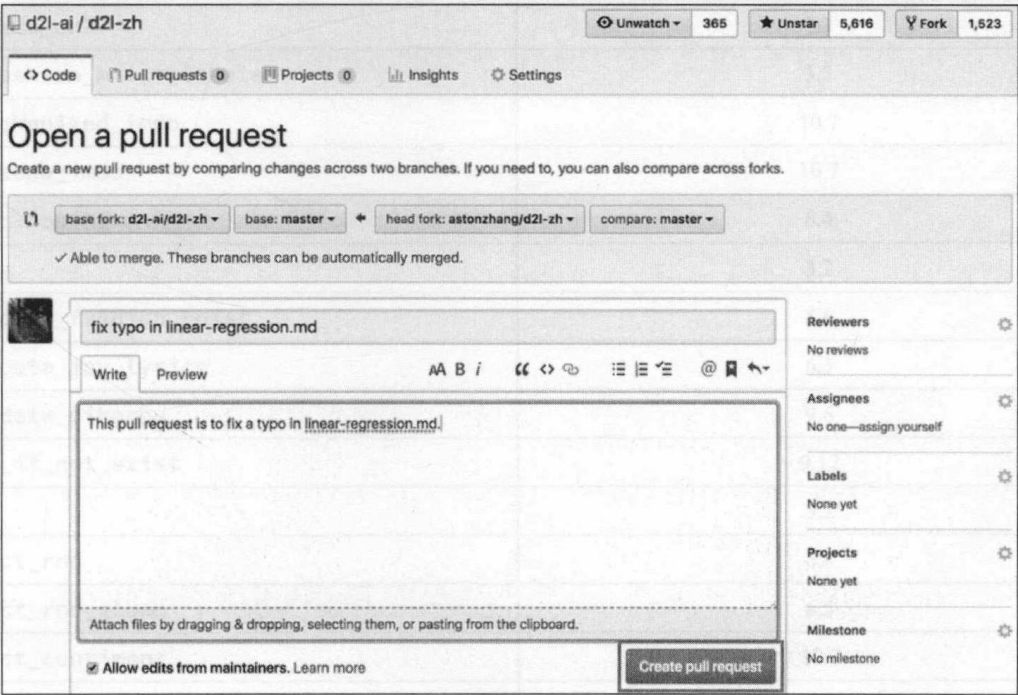 d2l-ai / d2l-zh
Unwatch 365 Unstar 5,616 Fork 1,523
Code Pull requests 0 Projects 0 Insights Settings
Open a pull request
Create a new pull request by comparing changes across two branches. If you need to, you can also compare across forks.
base fork: d2l-ai/d2l-zh base: master head fork: astonzhang/d2l-zh compare: master
✓ Able to merge. These branches can be automatically merged.
fix typo in linear-regression.md
Write Preview AA B i @
This pull request is to fix a typo in linear-regression.md.
Attach files by dragging & dropping, selecting them, or pasting from the clipboard.
Allow edits from maintainers. Learn more
Create pull request
Reviewers
No reviews
Assignees
No one—assign yourself
Labels
None yet
Projects
None yet
Milestone
No milestone